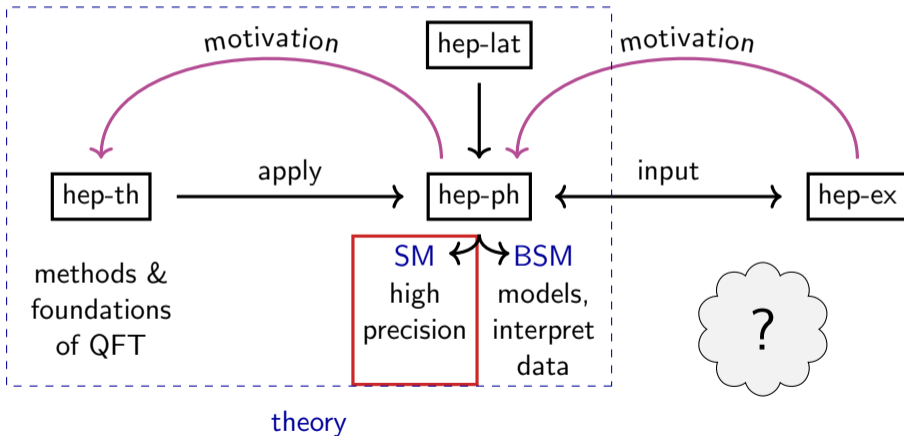 motivation
hep-lat
motivation
hep-th
apply
hep-ph
input
hep-ex
methods &
foundations
of QFT
SM
high
precision
BSM
models,
interpret
data
?
theory